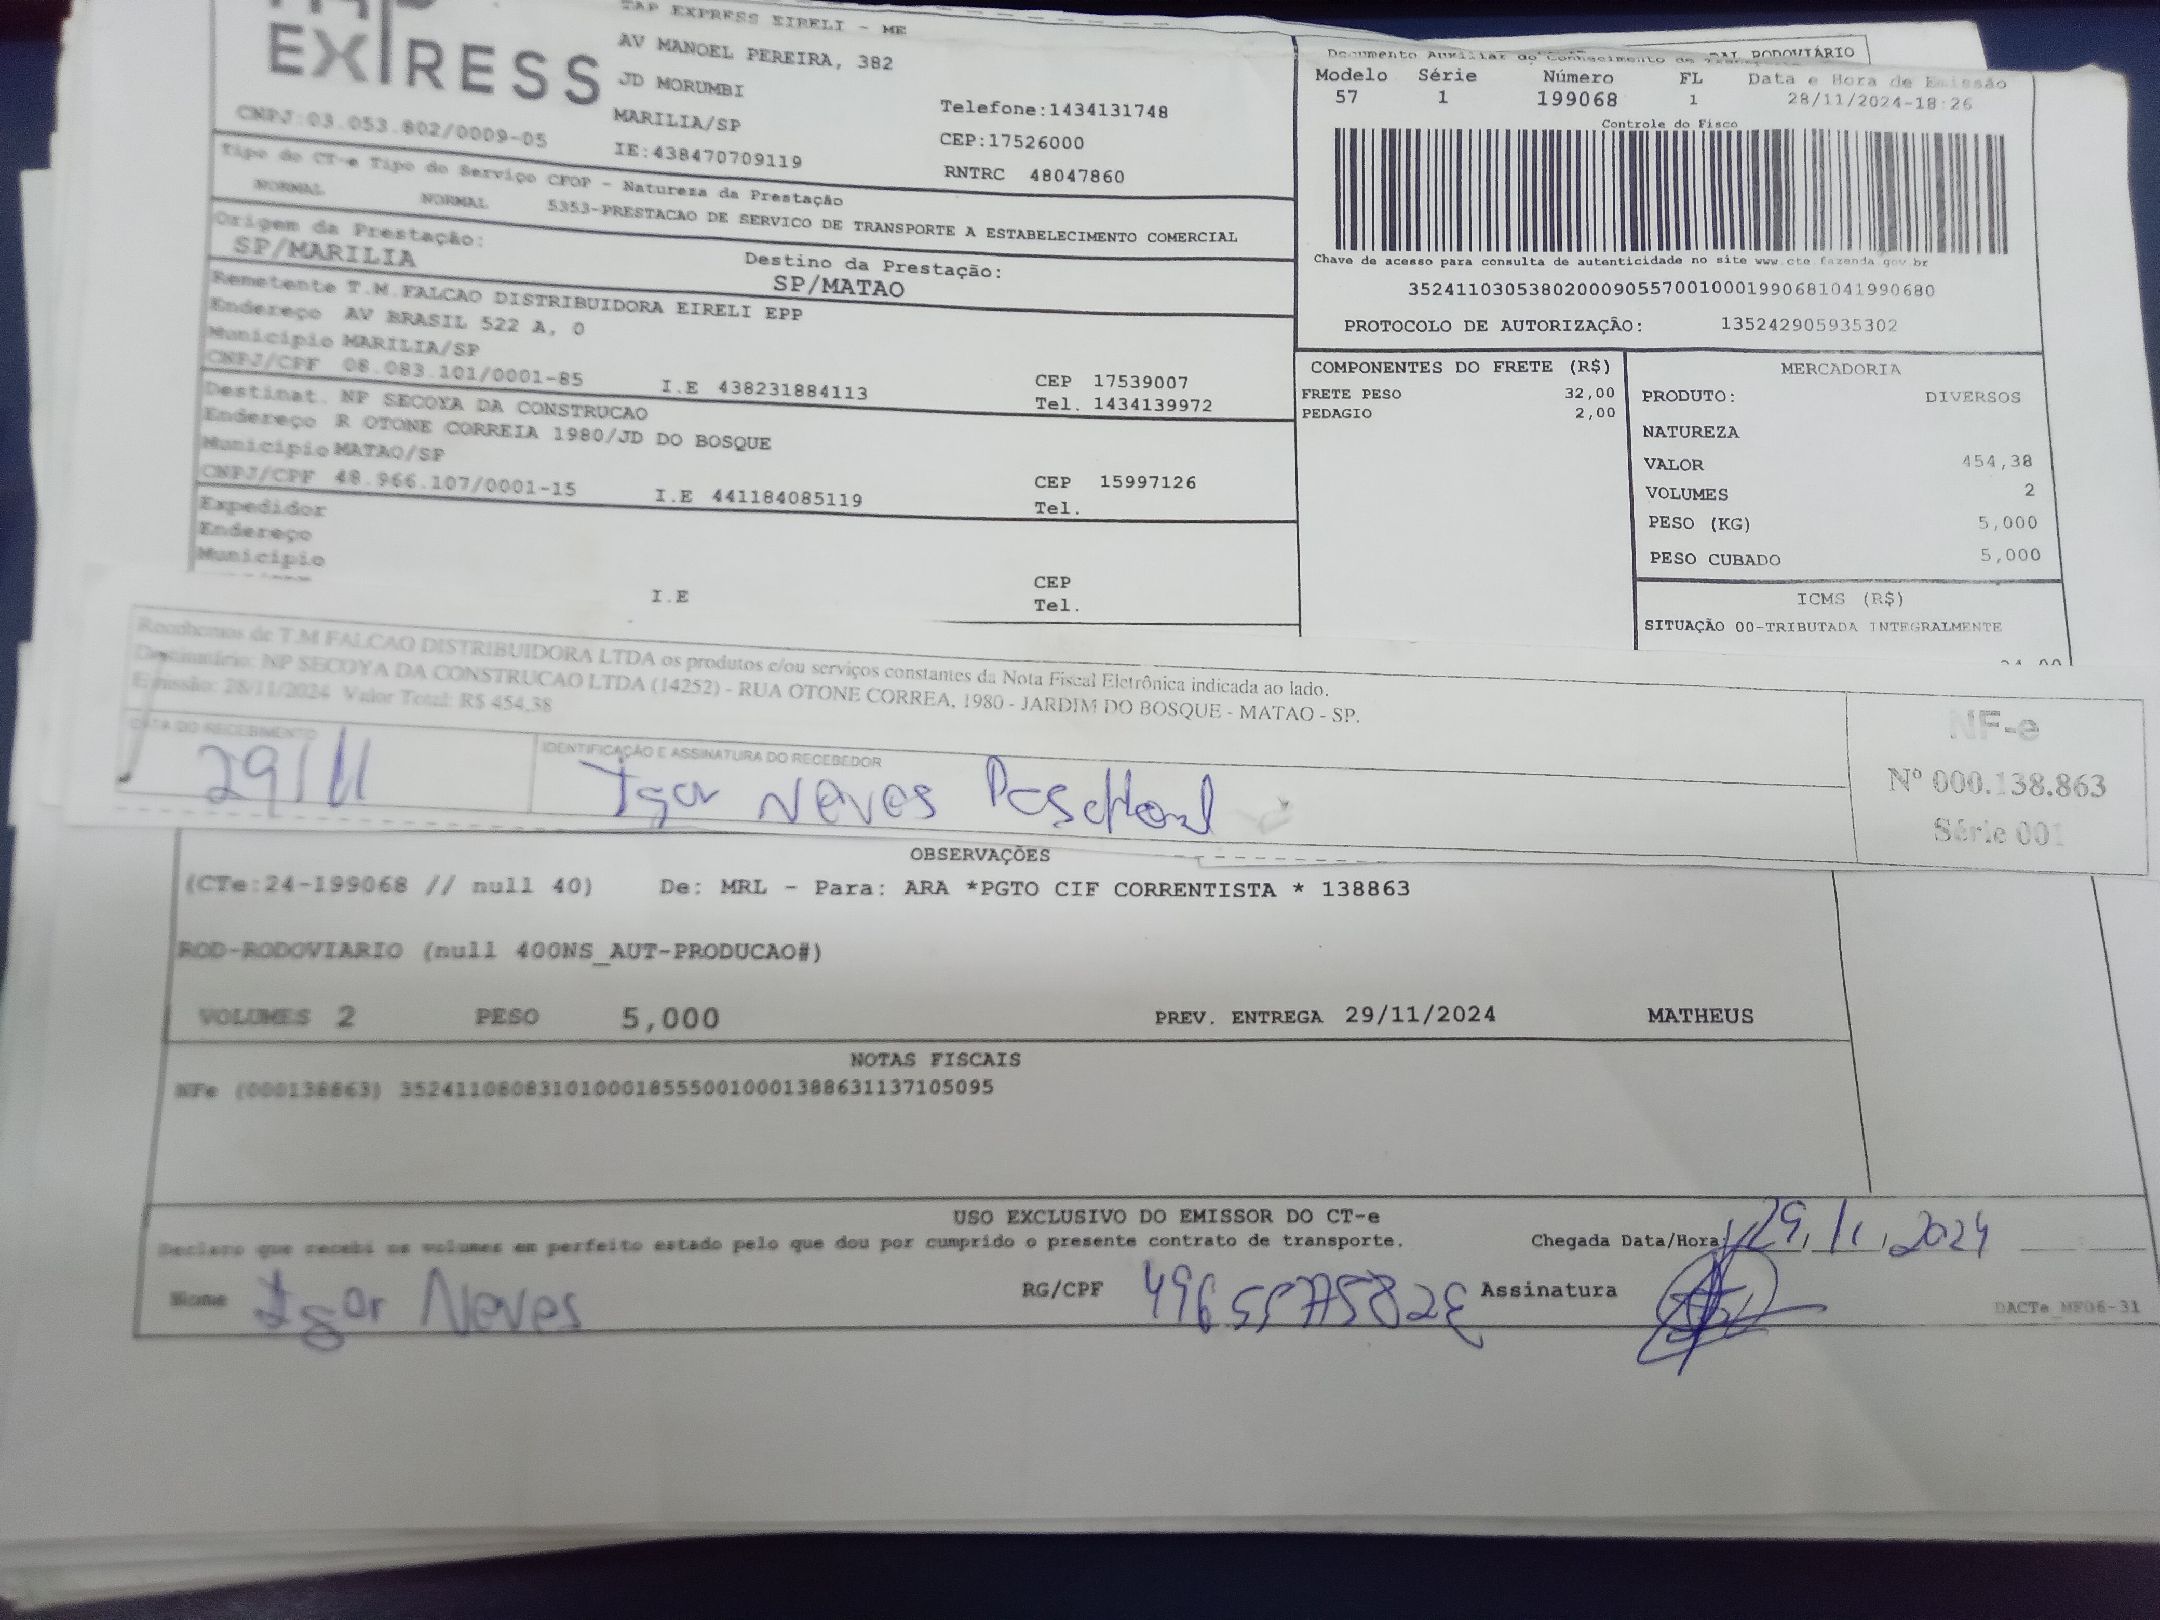 EXPRESS
TAP EXPRESS EIRELI - ME
AV MANOEL PEREIRA, 382
JD MORUMBI
MARILIA/SP
Telefone:1434131748
CNPJ:03.053.802/0009-05
IE:438470709119
CEP:17526000
RNTRC 48047860
Documento Auxiliar do Conhecimento de RODOVIÁRIO
Modelo Série Número FL Data e Hora de Emissão
57 1 199068 1 28/11/2024-18:26
Controle do Fisco
Chave de acesso para consulta de autenticidade no site www.cte.fazenda.gov.br
35241103053802000905570010001990681041990680
PROTOCOLO DE AUTORIZAÇÃO: 135242905935302
Tipo do CT-e Tipo do Serviço CFOP - Natureza da Prestação
NORMAL NORMAL 5353-PRESTACAO DE SERVICO DE TRANSPORTE A ESTABELECIMENTO COMERCIAL
Origem da Prestação: Destino da Prestação:
SP/MARILIA SP/MATAO
Remetente T.M.FALCAO DISTRIBUIDORA EIRELI EPP
Endereço AV BRASIL 522 A, 0
Município MARILIA/SP CEP 17539007
CNPJ/CPF 08.083.101/0001-85 I.E 438231884113 Tel. 1434139972
Destinat. NP SECOYA DA CONSTRUCAO
Endereço R OTONE CORREIA 1980/JD DO BOSQUE
Município MATAO/SP CEP 15997126
CNPJ/CPF 48.966.107/0001-15 I.E 441184085119 Tel.
Expedidor
Endereço
Município CEP
I.E Tel.
COMPONENTES DO FRETE (R$)
FRETE PESO 32,00
PEDAGIO 2,00
MERCADORIA
PRODUTO: DIVERSOS
NATUREZA
VALOR 454,38
VOLUMES 2
PESO (KG) 5,000
PESO CUBADO 5,000
ICMS (R$)
SITUAÇÃO 00-TRIBUTADA INTEGRALMENTE
Recebemos de T.M FALCAO DISTRIBUIDORA LTDA os produtos e/ou serviços constantes da Nota Fiscal Eletrônica indicada ao lado.
Destinatário: NP SECOYA DA CONSTRUCAO LTDA (14252) - RUA OTONE CORREA, 1980 - JARDIM DO BOSQUE - MATAO - SP.
Emissão: 28/11/2024 Valor Total: R$ 454,38
DATA DO RECEBIMENTO IDENTIFICAÇÃO E ASSINATURA DO RECEBEDOR
29/11 Igor Neves
NF-e
Nº 000.138.863
Série 001
OBSERVAÇÕES
(CTe:24-199068 // null 40) De: MRL - Para: ARA *PGTO CIF CORRENTISTA * 138863
ROD-RODOVIARIO (null 400NS_AUT-PRODUCAO#)
VOLUMES 2 PESO 5,000 PREV. ENTREGA 29/11/2024 MATHEUS
NOTAS FISCAIS
NFe (000138863) 35241108083101000185550010001388631137105095
USO EXCLUSIVO DO EMISSOR DO CT-e
Declaro que recebi os volumes em perfeito estado pelo que dou por cumprido o presente contrato de transporte. Chegada Data/Hora 29/11/2024
Nome Igor Neves RG/CPF Assinatura
DACTe_MF06-31